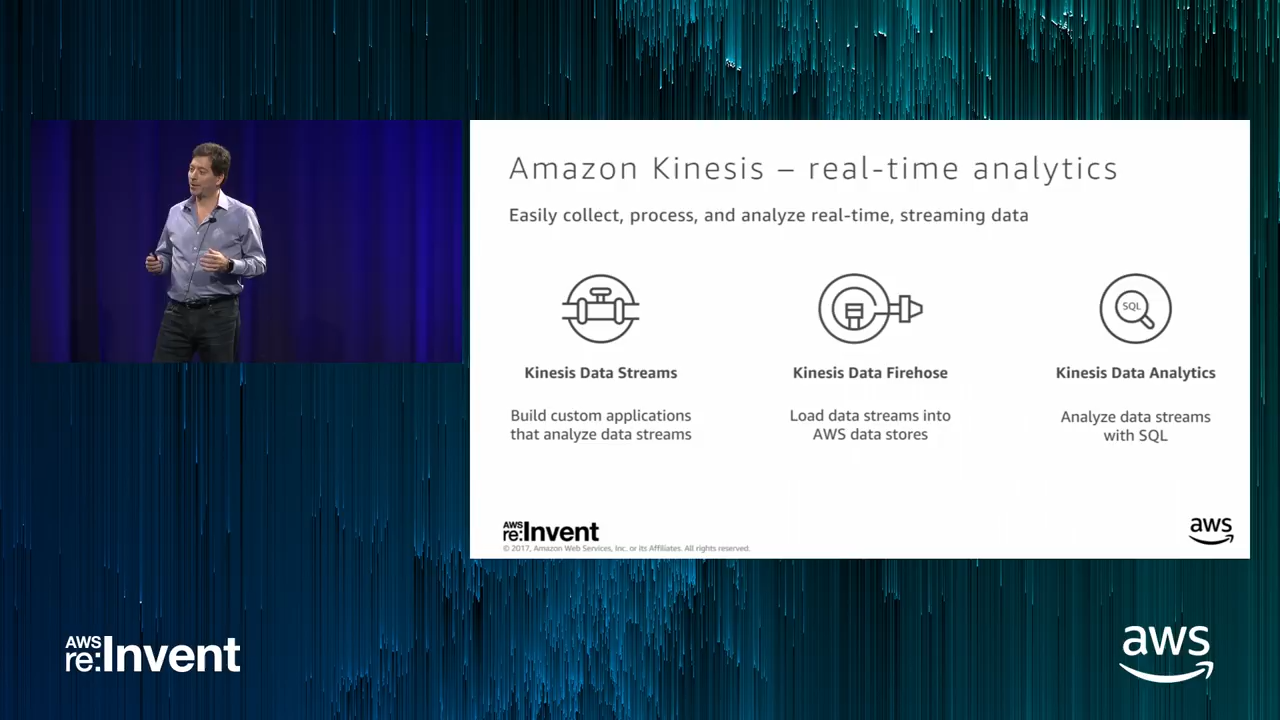 Amazon Kinesis – real-time analytics
Easily collect, process, and analyze real-time, streaming data
SQL
Kinesis Data Streams
Kinesis Data Firehose
Kinesis Data Analytics
Build custom applications
that analyze data streams
Load data streams into
AWS data stores
Analyze data streams
with SQL
AWS
re:Invent
© 2017, Amazon Web Services, Inc. or its Affiliates. All rights reserved.
aws
AWS
re:Invent
aws